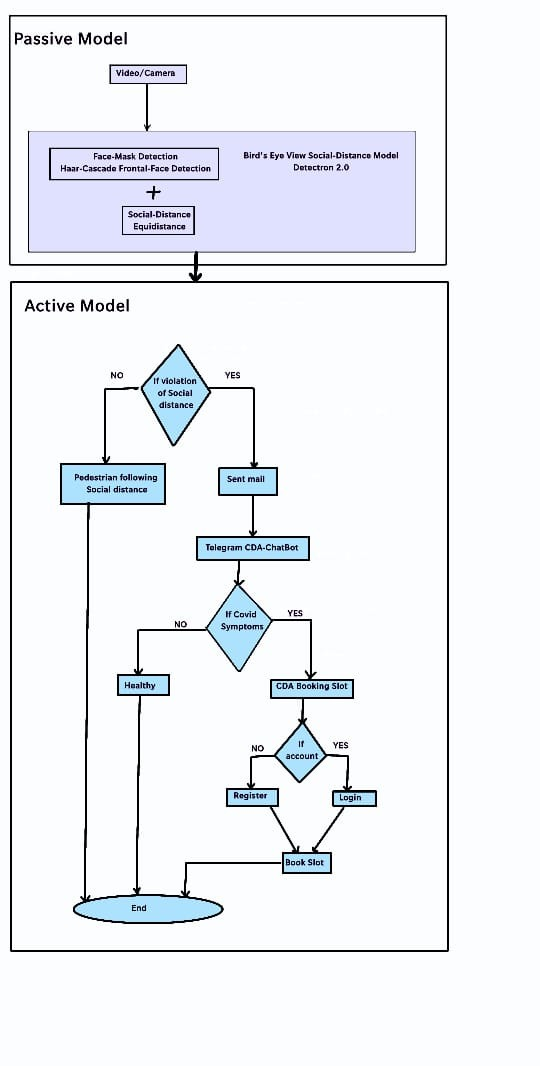 Passive Model
Video/Camera
Face-Mask Detection
Haar-Cascade Frontal-Face Detection
Bird's Eye View Social-Distance Model
Detectron 2.0
+
Social-Distance
Equidistance
Active Model
If violation
of Social
distance
NO
YES
Pedestrian following
Social distance
Sent mail
Telegram CDA-ChatBot
If Covid
Symptoms
NO
YES
Healthy
CDA Booking Slot
If
account
NO
YES
Register
Login
Book Slot
End